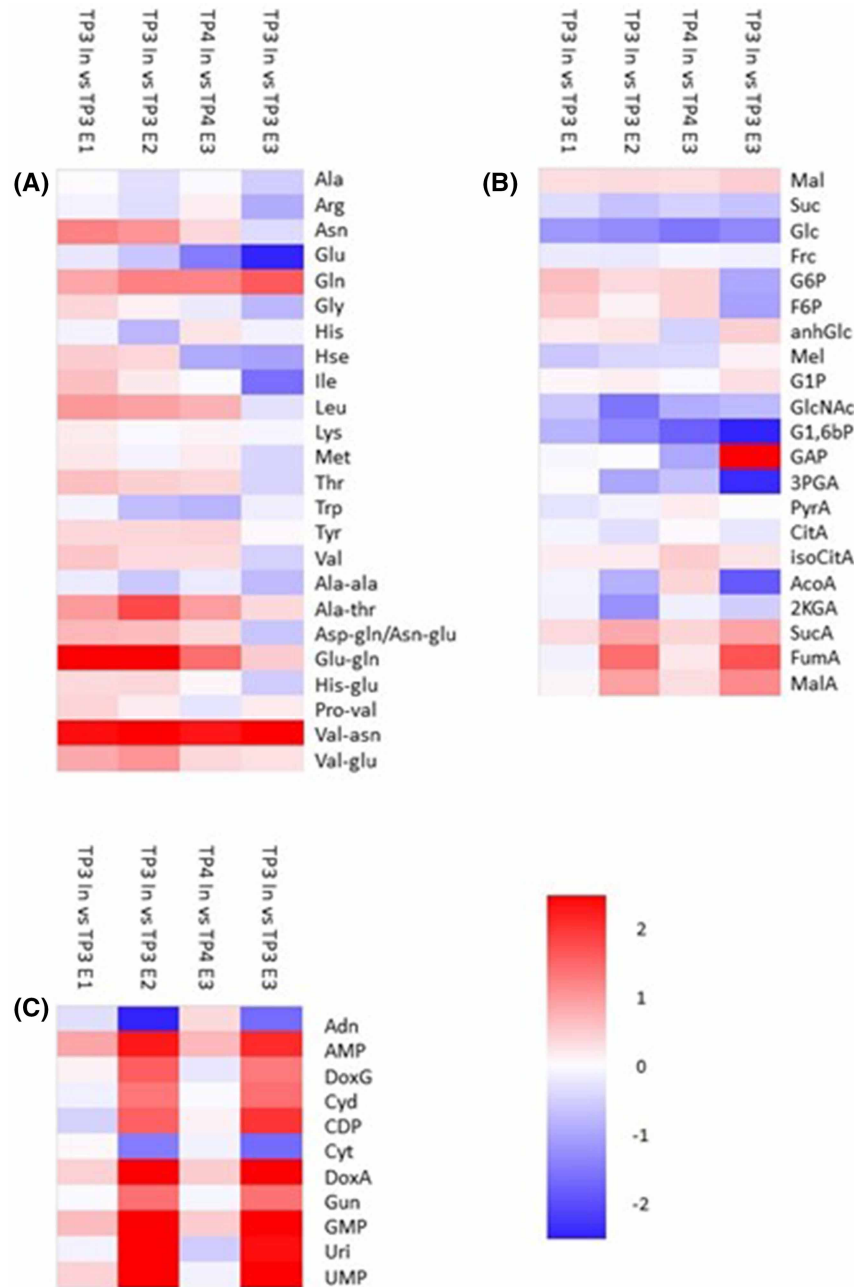 TP3 In vs TP3 E1
TP3 In vs TP3 E2
TP4 In vs TP4 E3
TP3 In vs TP3 E3
(A)
Ala
Arg
Asn
Glu
Gln
Gly
His
Hse
Ile
Leu
Lys
Met
Thr
Trp
Tyr
Val
Ala-ala
Ala-thr
Asp-gln/Asn-glu
Glu-gln
His-glu
Pro-val
Val-asn
Val-glu
TP3 In vs TP3 E1
TP3 In vs TP3 E2
TP4 In vs TP4 E3
TP3 In vs TP3 E3
(B)
Mal
Suc
Glc
Frc
G6P
F6P
anhGlc
Mel
G1P
GlcNAc
G1,6bP
GAP
3PGA
PyrA
CitA
isoCitA
AcoA
2KGA
SucA
FumA
MalA
TP3 In vs TP3 E1
TP3 In vs TP3 E2
TP4 In vs TP4 E3
TP3 In vs TP3 E3
(C)
Adn
AMP
DoxG
Cyd
CDP
Cyt
DoxA
Gun
GMP
Uri
UMP
2
1
0
-1
-2